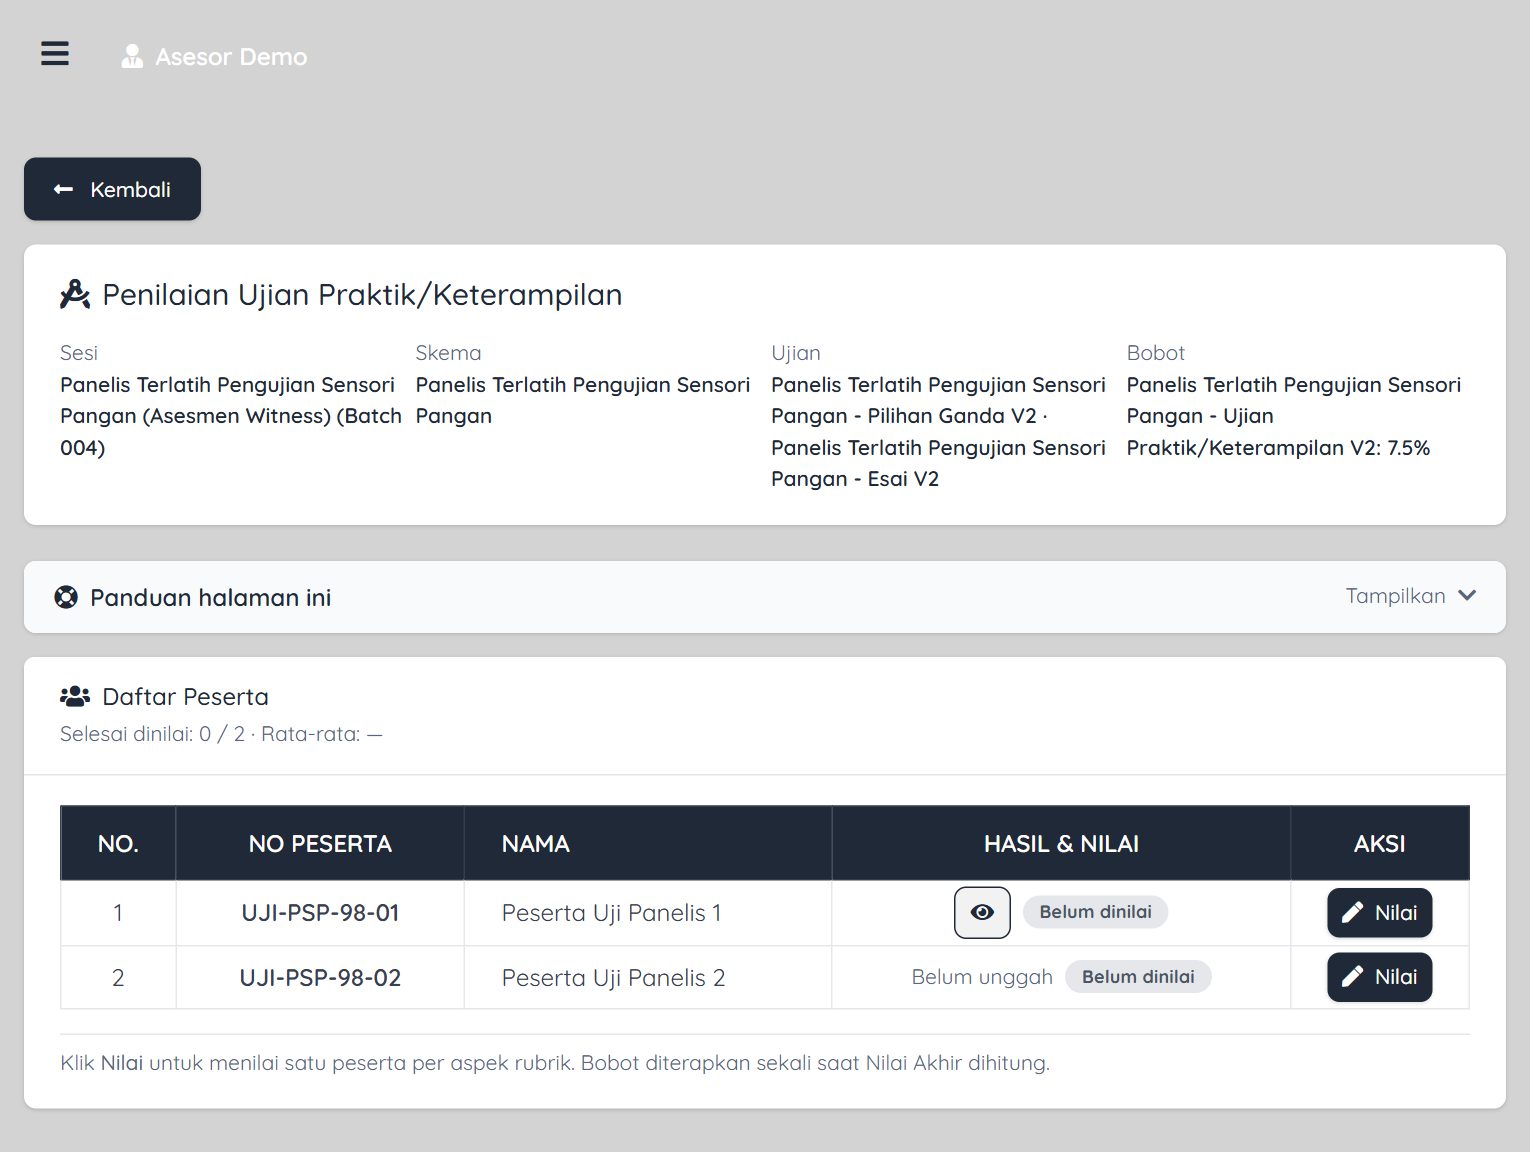 Asesor Demo
Kembali
Penilaian Ujian Praktik/Keterampilan
Sesi
Panelis Terlatih Pengujian Sensori
Pangan (Asesmen Witness) (Batch
004)
Skema
Panelis Terlatih Pengujian Sensori
Pangan
Ujian
Panelis Terlatih Pengujian Sensori
Pangan - Pilihan Ganda V2 ·
Panelis Terlatih Pengujian Sensori
Pangan - Esai V2
Bobot
Panelis Terlatih Pengujian Sensori
Pangan - Ujian
Praktik/Keterampilan V2: 7.5%
Panduan halaman ini
Tampilkan
Daftar Peserta
Selesai dinilai: 0 / 2 · Rata-rata: —
NO. NO PESERTA NAMA HASIL & NILAI AKSI
1 UJI-PSP-98-01 Peserta Uji Panelis 1 Belum dinilai Nilai
2 UJI-PSP-98-02 Peserta Uji Panelis 2 Belum unggah Belum dinilai Nilai
Klik Nilai untuk menilai satu peserta per aspek rubrik. Bobot diterapkan sekali saat Nilai Akhir dihitung.